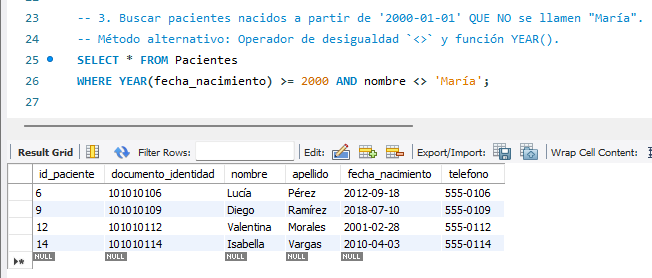 22
23 -- 3. Buscar pacientes nacidos a partir de '2000-01-01' QUE NO se llamen "María".
24 -- Método alternativo: Operador de desigualdad `<>` y función YEAR().
25 SELECT * FROM Pacientes
26 WHERE YEAR(fecha_nacimiento) >= 2000 AND nombre <> 'María';
27
Result Grid Filter Rows: Edit: Export/Import: Wrap Cell Content:
id_paciente documento_identidad nombre apellido fecha_nacimiento telefono
6 101010106 Lucía Pérez 2012-09-18 555-0106
9 101010109 Diego Ramírez 2018-07-10 555-0109
12 101010112 Valentina Morales 2001-02-28 555-0112
14 101010114 Isabella Vargas 2010-04-03 555-0114
NULL NULL NULL NULL NULL NULL